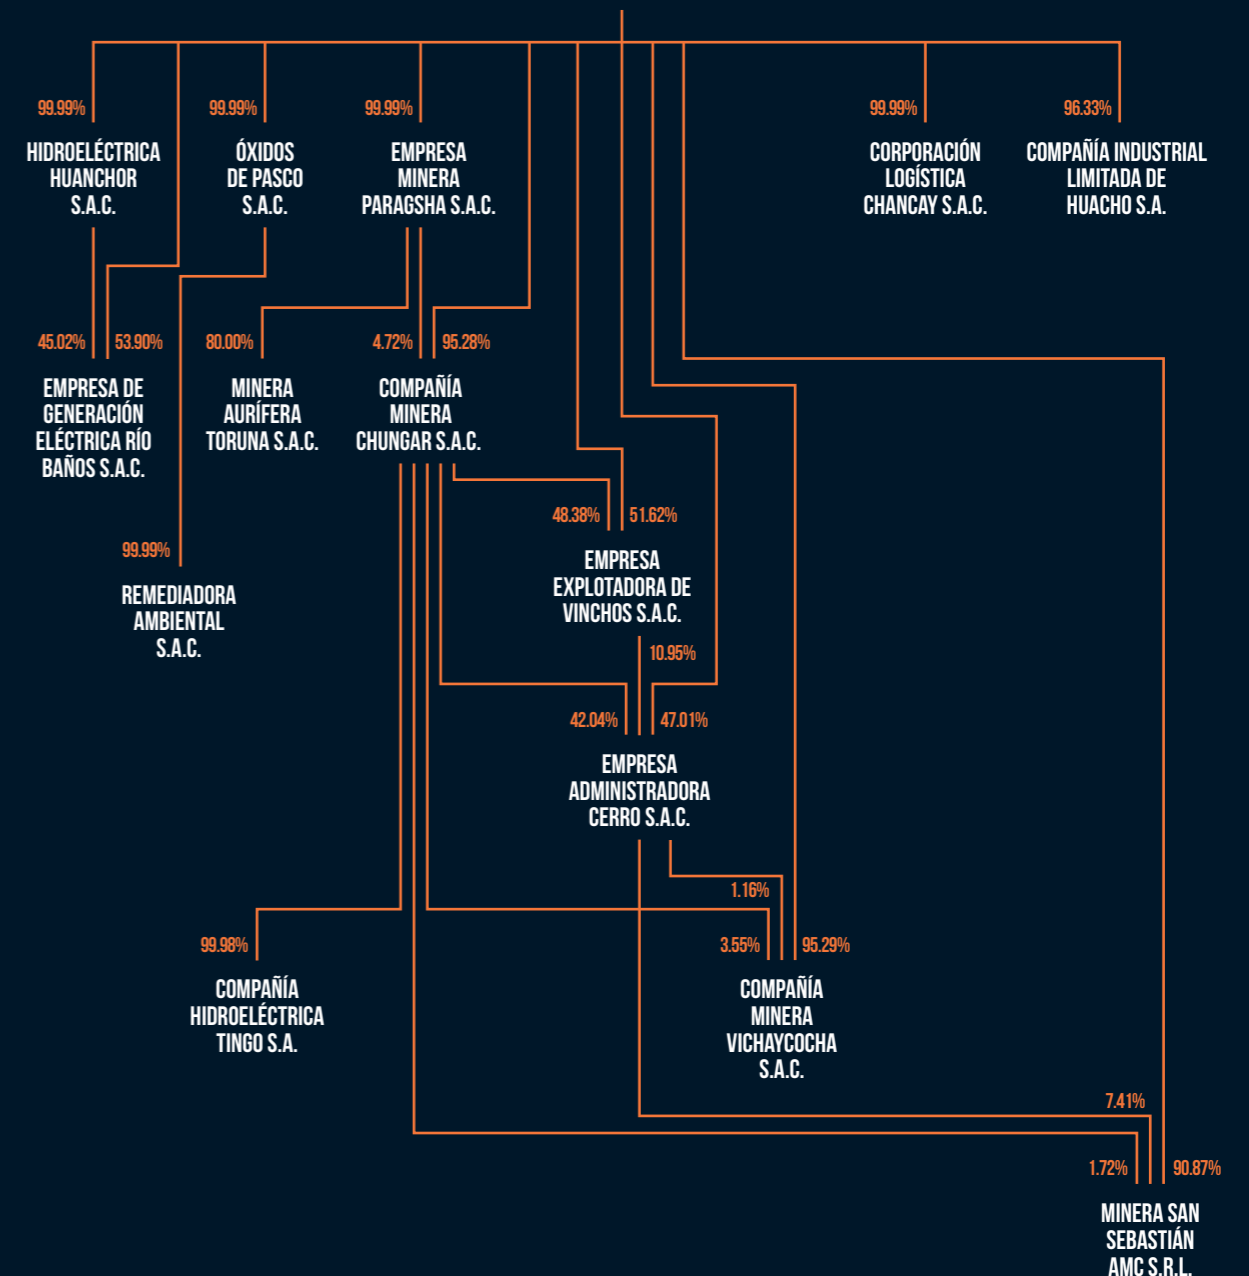 99.99%
99.99%
99.99%
99.99%
96.33%
HIDROELÉCTRICA
HUANCHOR
S.A.C.
ÓXIDOS
DE PASCO
S.A.C.
EMPRESA
MINERA
PARAGSHA S.A.C.
CORPORACIÓN
LOGÍSTICA
CHANCAY S.A.C.
COMPAÑÍA INDUSTRIAL
LIMITADA DE
HUACHO S.A.
45.02%
53.90%
80.00%
4.72%
95.28%
EMPRESA DE
GENERACIÓN
ELÉCTRICA RÍO
BAÑOS S.A.C.
MINERA
AURÍFERA
TORUNA S.A.C.
COMPAÑÍA
MINERA
CHUNGAR S.A.C.
48.38%
51.62%
99.99%
EMPRESA
EXPLOTADORA DE
VINCHOS S.A.C.
REMEDIADORA
AMBIENTAL
S.A.C.
10.95%
42.04%
47.01%
EMPRESA
ADMINISTRADORA
CERRO S.A.C.
1.16%
99.98%
3.55%
95.29%
COMPAÑÍA
HIDROELÉCTRICA
TINGO S.A.
COMPAÑÍA
MINERA
VICHAYCOCHA
S.A.C.
7.41%
1.72%
90.87%
MINERA SAN
SEBASTIÁN
AMC S.R.L.